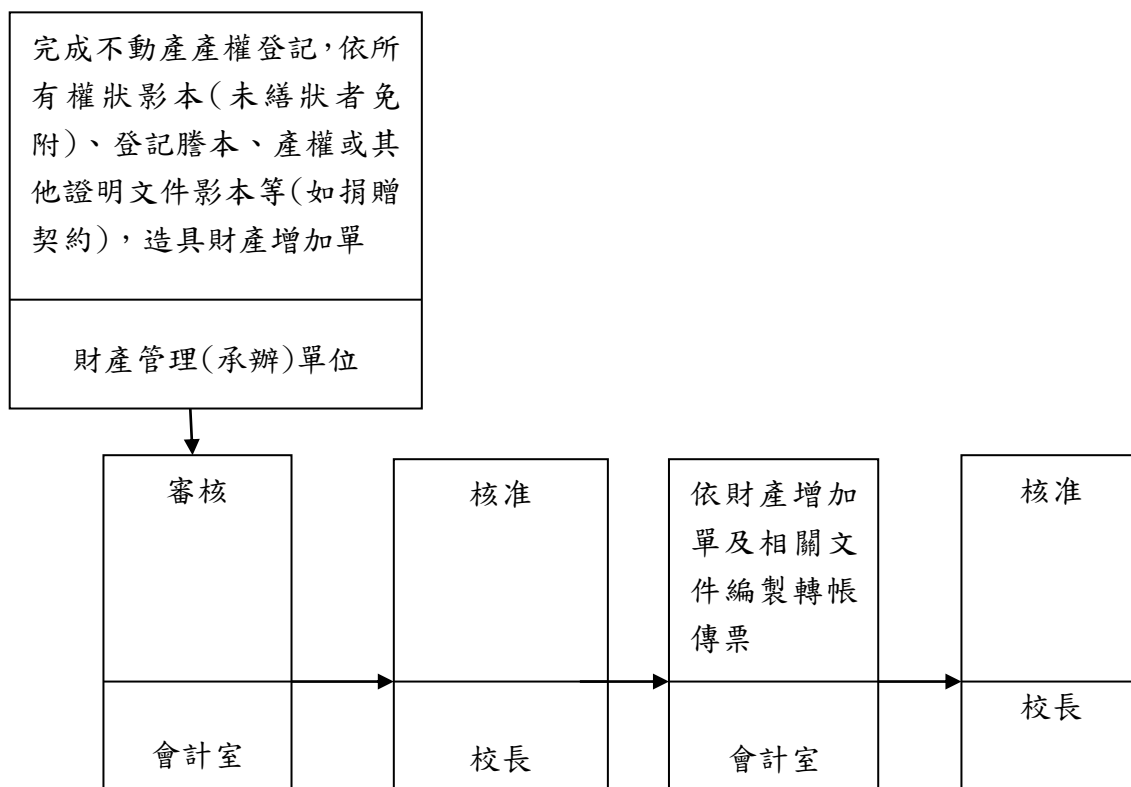 完成不動產產權登記，依所
有權狀影本(未繕狀者免
附)、登記謄本、產權或其
他證明文件影本等(如捐贈
契約)，造具財產增加單
財產管理(承辦)單位
審核
會計室
核准
校長
依財產增加
單及相關文
件編製轉帳
傳票
會計室
核准
校長